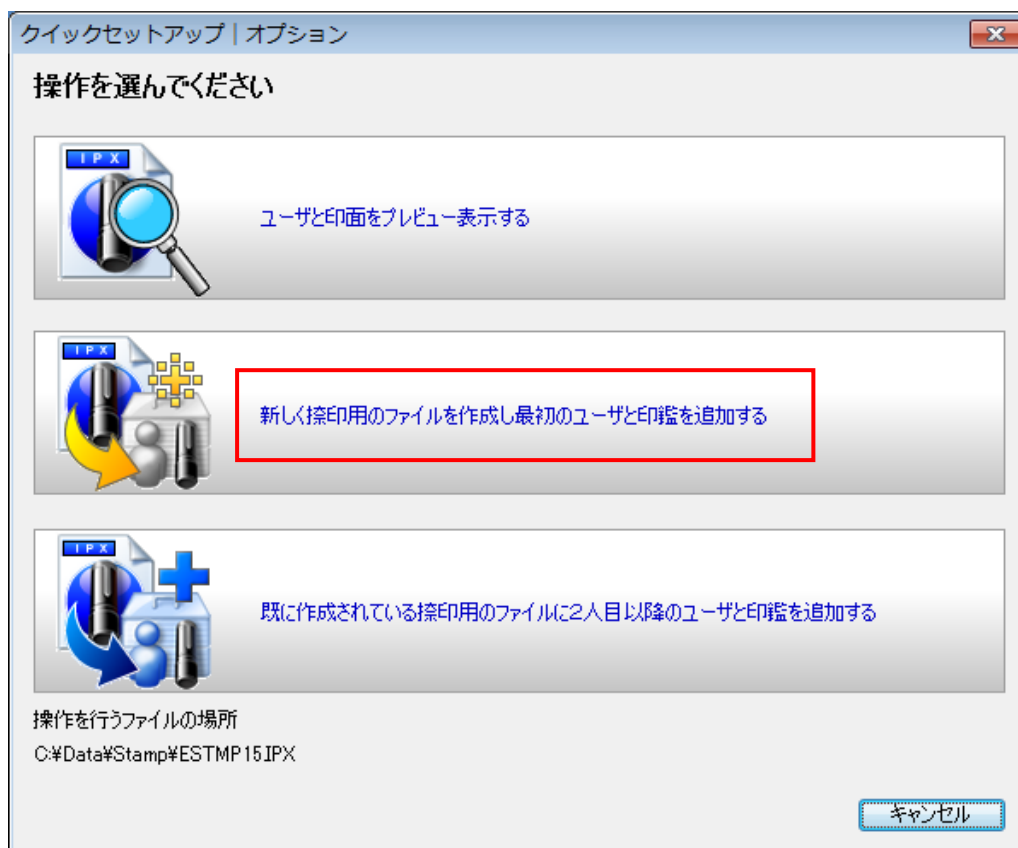 クイックセットアップ | オプション
操作を選んでください
IPX
ユーザと印面をプレビュー表示する
IPX
新しく捺印用のファイルを作成し最初のユーザと印鑑を追加する
IPX
既に作成されている捺印用のファイルに2人目以降のユーザと印鑑を追加する
操作を行うファイルの場所
C:¥Data¥Stamp¥ESTMP15.IPX
キャンセル